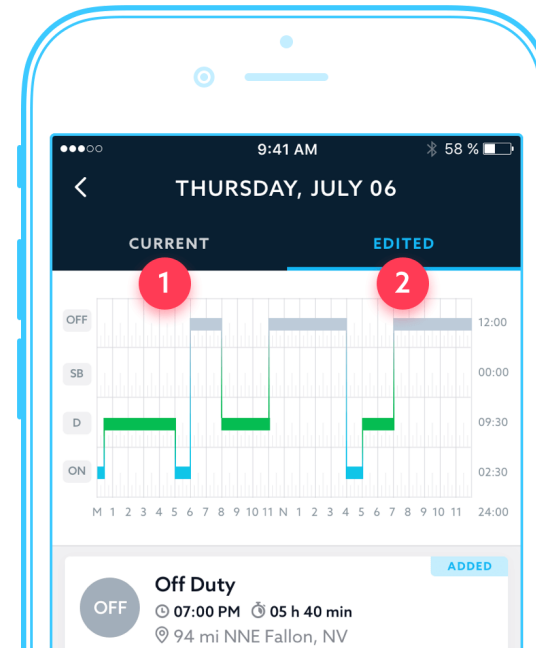 9:41 AM 58 %
THURSDAY, JULY 06
CURRENT EDITED
1 2
OFF 12:00
SB 00:00
D 09:30
ON 02:30
M 1 2 3 4 5 6 7 8 9 10 11 N 1 2 3 4 5 6 7 8 9 10 11 24:00
ADDED
Off Duty
OFF 07:00 PM 05 h 40 min
94 mi NNE Fallon, NV